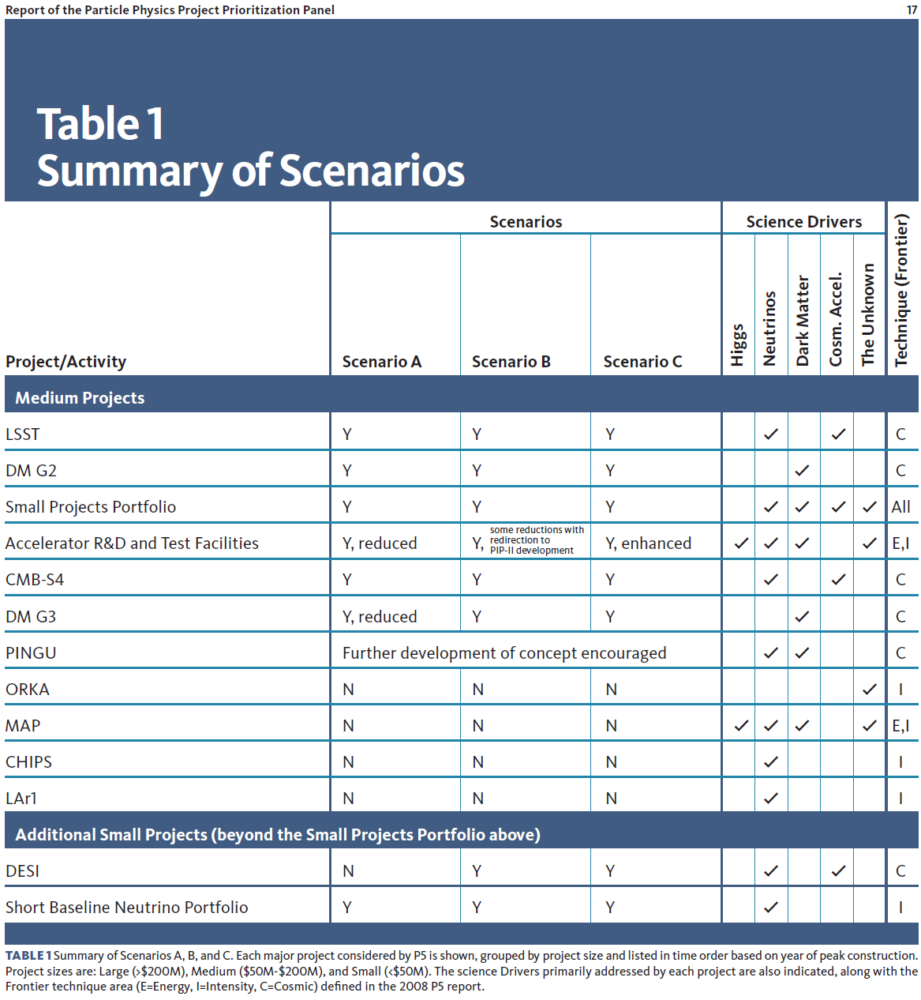 Report of the Particle Physics Project Prioritization Panel 17
Table 1
Summary of Scenarios
Scenarios Science Drivers
Project/Activity Scenario A Scenario B Scenario C Higgs Neutrinos Dark Matter Cosm. Accel. The Unknown Technique (Frontier)
Medium Projects
LSST Y Y Y ✓ ✓ C
DM G2 Y Y Y ✓ C
Small Projects Portfolio Y Y Y ✓ ✓ ✓ ✓ All
Accelerator R&D and Test Facilities Y, reduced Y, some reductions with redirection to PIP-II development Y, enhanced ✓ ✓ ✓ ✓ E,I
CMB-S4 Y Y Y ✓ ✓ C
DM G3 Y, reduced Y Y ✓ C
PINGU Further development of concept encouraged ✓ ✓ C
ORKA N N N ✓ I
MAP N N N ✓ ✓ ✓ ✓ E,I
CHIPS N N N ✓ I
LAr1 N N N ✓ I
Additional Small Projects (beyond the Small Projects Portfolio above)
DESI N Y Y ✓ ✓ C
Short Baseline Neutrino Portfolio Y Y Y ✓ I
TABLE 1 Summary of Scenarios A, B, and C. Each major project considered by P5 is shown, grouped by project size and listed in time order based on year of peak construction.
Project sizes are: Large (>$200M), Medium ($50M-$200M), and Small (<$50M). The science Drivers primarily addressed by each project are also indicated, along with the
Frontier technique area (E=Energy, I=Intensity, C=Cosmic) defined in the 2008 P5 report.